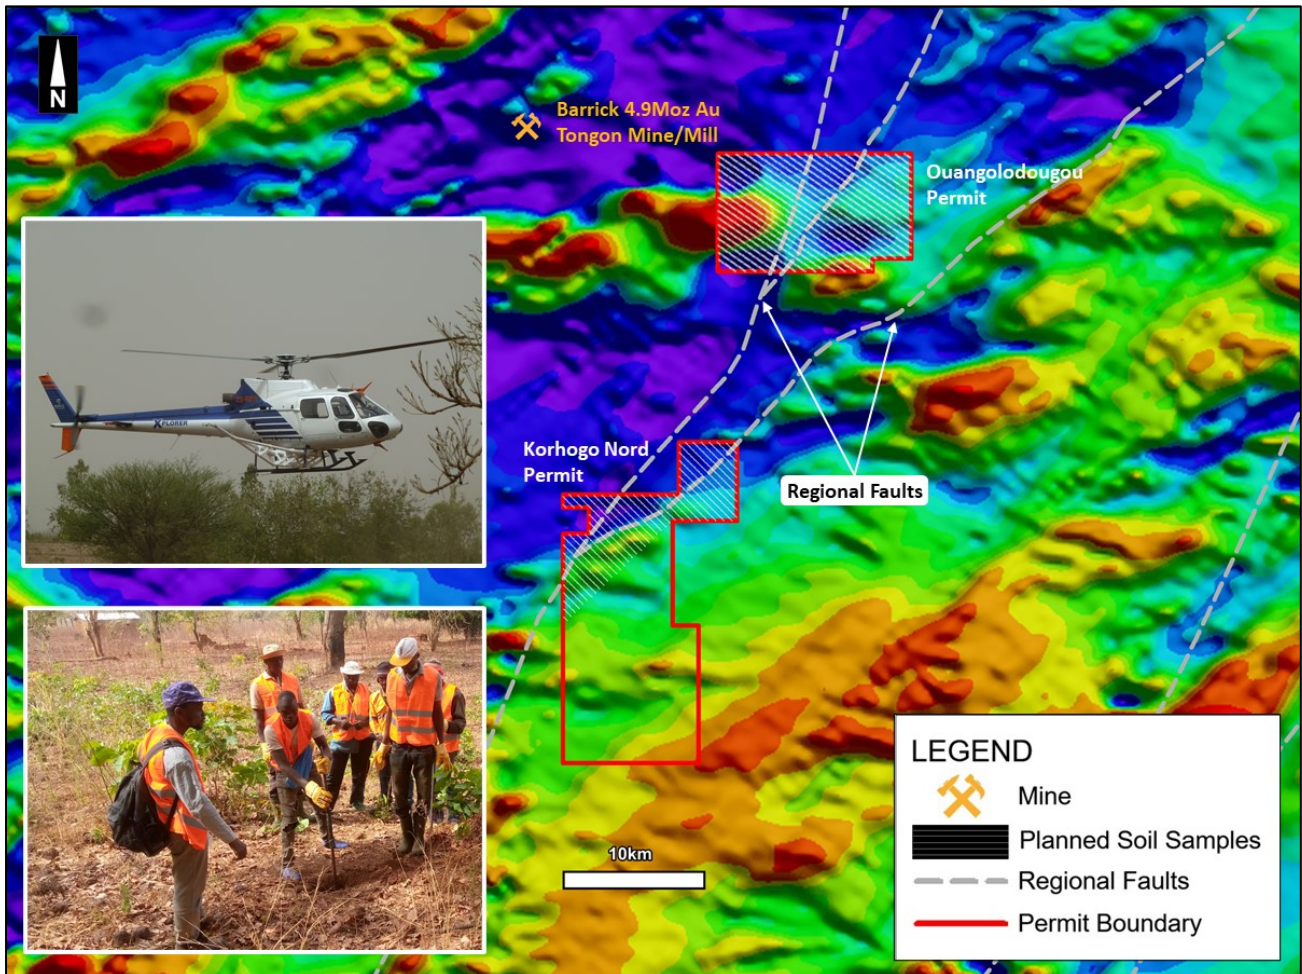 N
Barrick 4.9Moz Au
Tongon Mine/Mill
Ouangolodougou
Permit
XPLORER
Korhogo Nord
Permit
Regional Faults
10km
LEGEND
Mine
Planned Soil Samples
Regional Faults
Permit Boundary